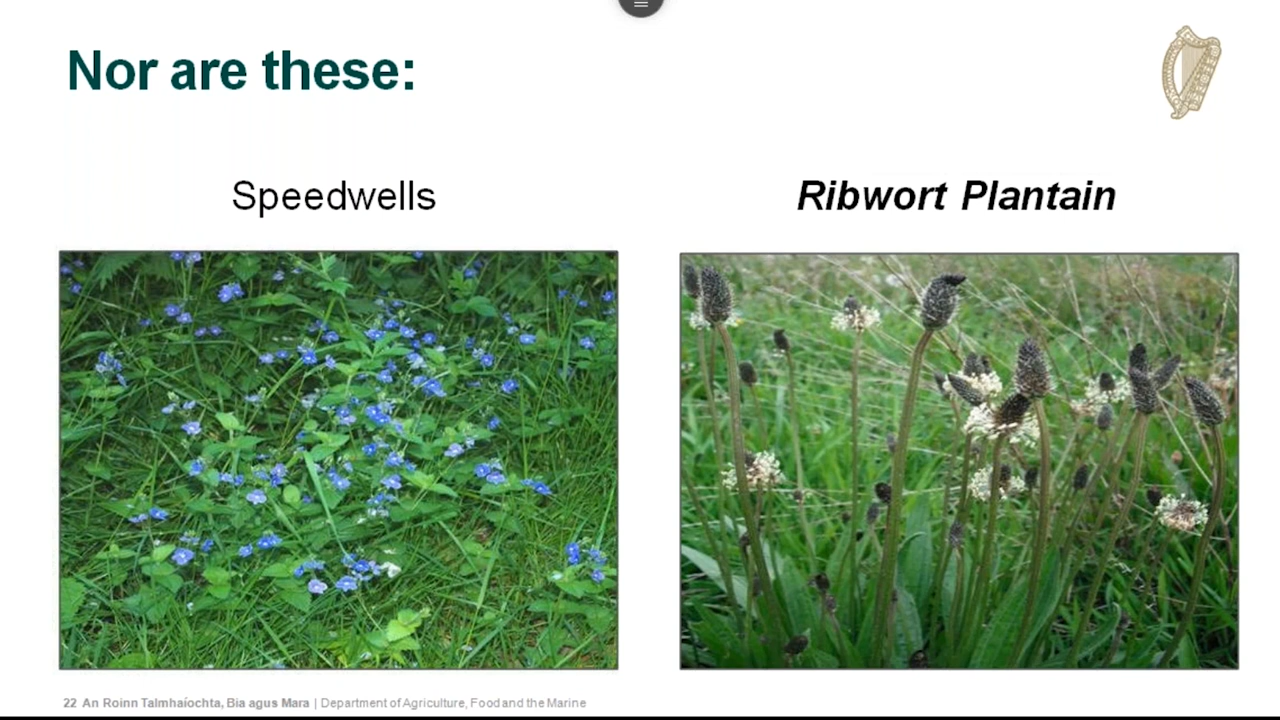 Nor are these:
Speedwells
Ribwort Plantain
22 An Roinn Talmhaíochta, Bia agus Mara | Department of Agriculture, Food and the Marine